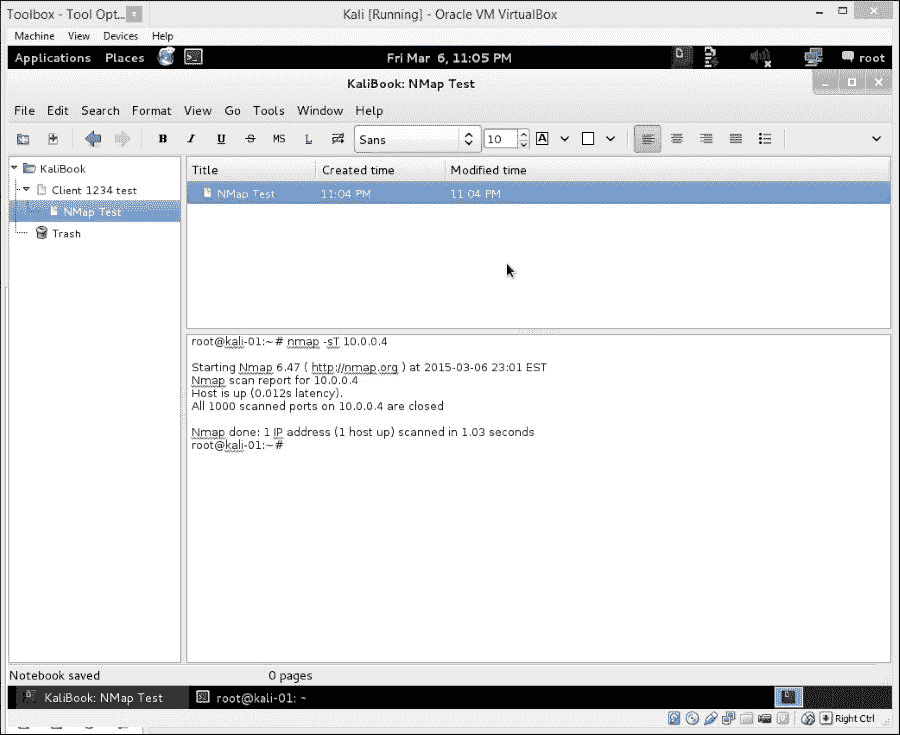 Toolbox - Tool Opt... x
Kali [Running] - Oracle VM VirtualBox
Machine View Devices Help
Applications Places Fri Mar 6, 11:05 PM root
KaliBook: NMap Test
File Edit Search Format View Go Tools Window Help
B I U S MS L Sans 10 A
KaliBook
Client 1234 test
NMap Test
Trash
Title Created time Modified time
NMap Test 11:04 PM 11 04 PM
root@kali-01:~# nmap -sT 10.0.0.4
Starting Nmap 6.47 ( http://nmap.org ) at 2015-03-06 23:01 EST
Nmap scan report for 10.0.0.4
Host is up (0.012s latency).
All 1000 scanned ports on 10.0.0.4 are closed
Nmap done: 1 IP address (1 host up) scanned in 1.03 seconds
root@kali-01:~#
Notebook saved 0 pages
KaliBook: NMap Test root@kali-01: ~
Right Ctrl